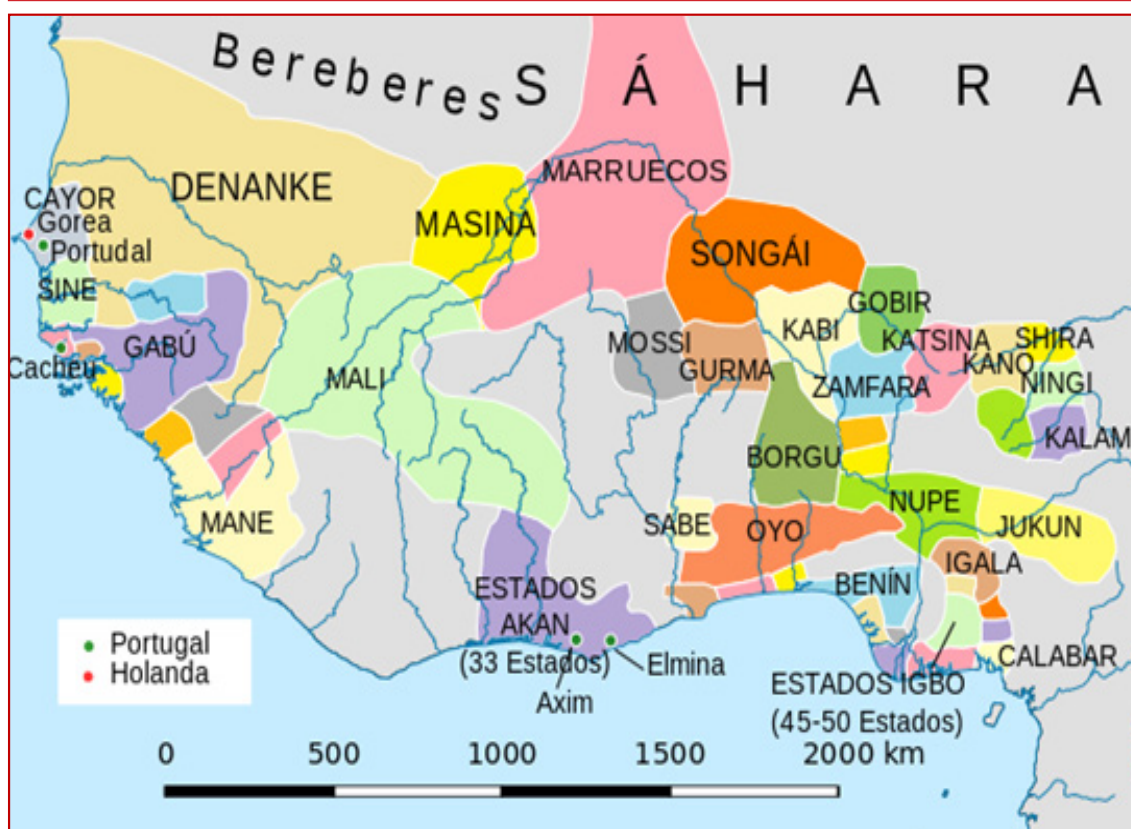 Bereberes
SÁHARA
MARRUECOS
DENANKE
CAYOR
Gorea
Portudal
MASINA
SONGÁI
SINE
GOBIR
KABI
MOSSI
KATSINA
SHIRA
GABÚ
KANO
Cacheu
GURMA
MALI
ZAMFARA
NINGI
KALAM
BORGU
NUPE
MANE
SABE
OYO
JUKUN
IGALA
ESTADOS
AKAN
(33 Estados)
BENÍN
Elmina
Axim
CALABAR
ESTADOS IGBO
(45-50 Estados)
Portugal
Holanda
0 500 1000 1500 2000 km